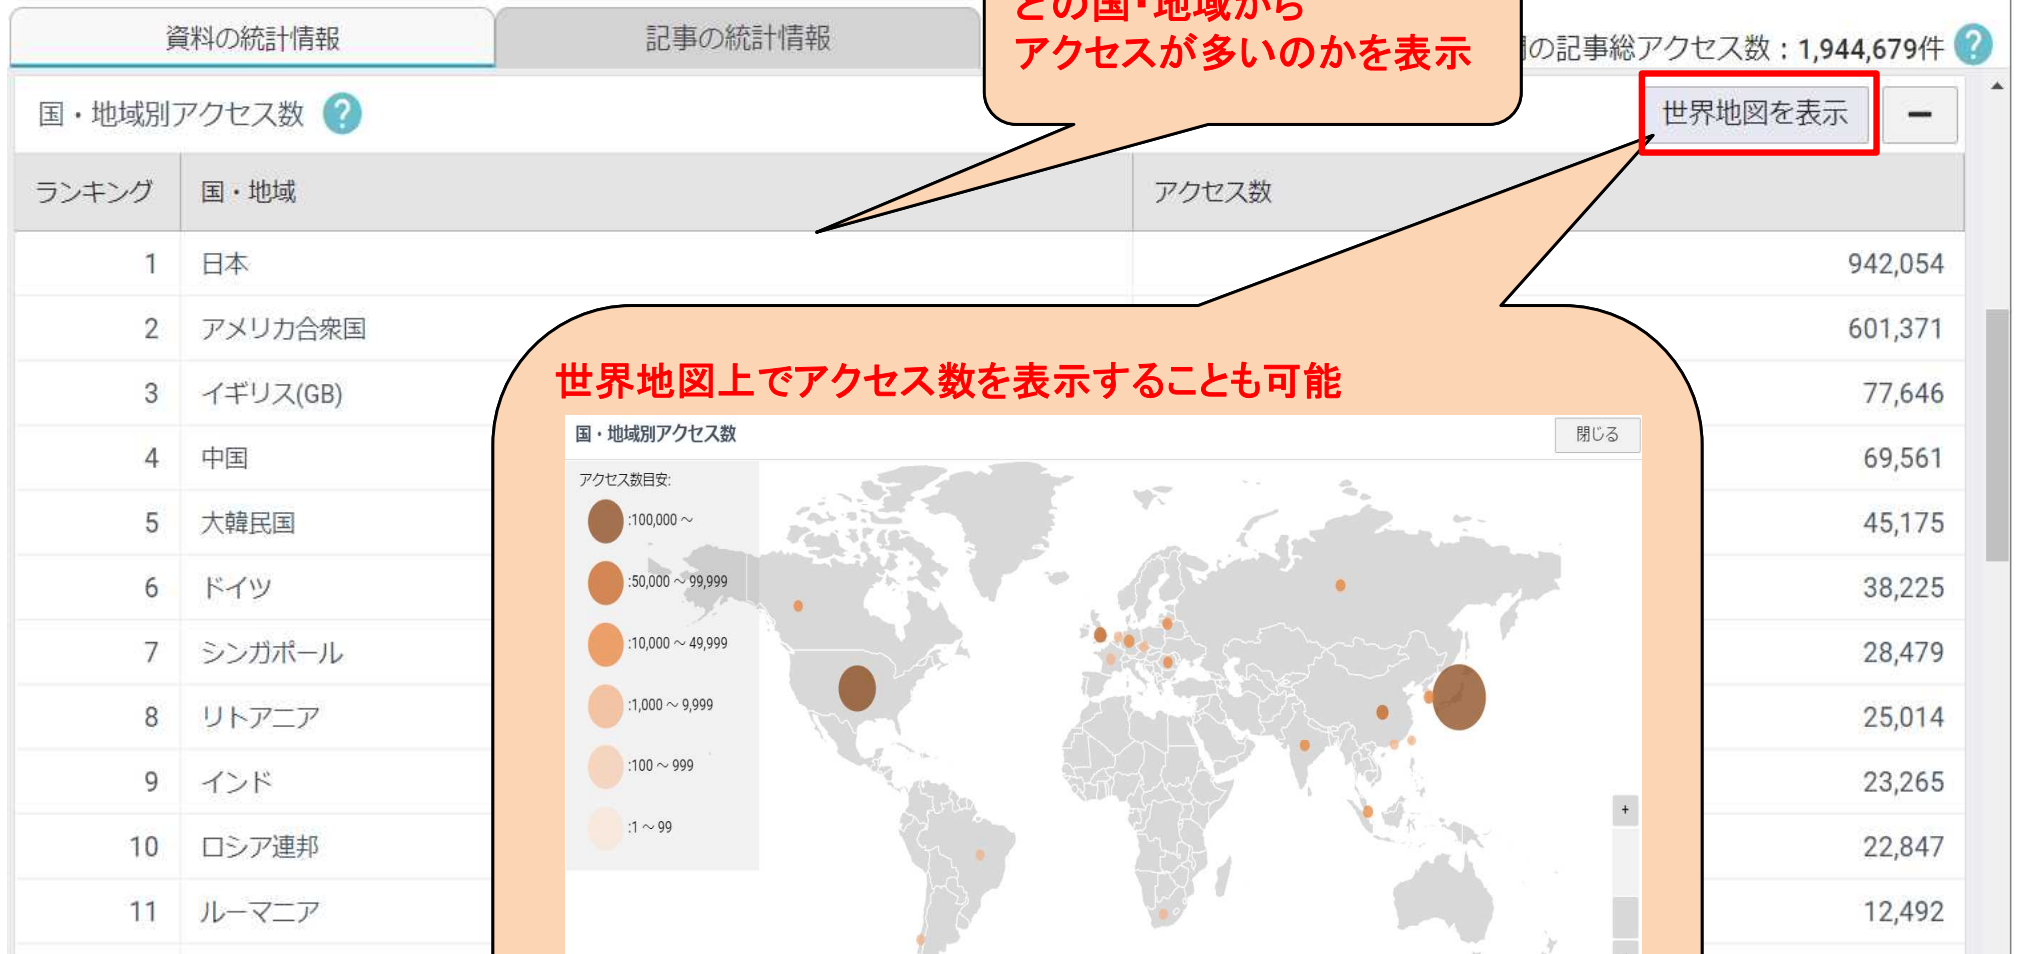 どの国・地域から
アクセスが多いのかを表示
資料の統計情報
記事の統計情報
の記事総アクセス数：1,944,679件 ?
国・地域別アクセス数 ?
世界地図を表示
ランキング 国・地域 アクセス数
1 日本 942,054
2 アメリカ合衆国 601,371
3 イギリス(GB) 77,646
4 中国 69,561
5 大韓民国 45,175
6 ドイツ 38,225
7 シンガポール 28,479
8 リトアニア 25,014
9 インド 23,265
10 ロシア連邦 22,847
11 ルーマニア 12,492
世界地図上でアクセス数を表示することも可能
国・地域別アクセス数
閉じる
アクセス数目安:
:100,000 ～
:50,000 ～ 99,999
:10,000 ～ 49,999
:1,000 ～ 9,999
:100 ～ 999
:1 ～ 99
+